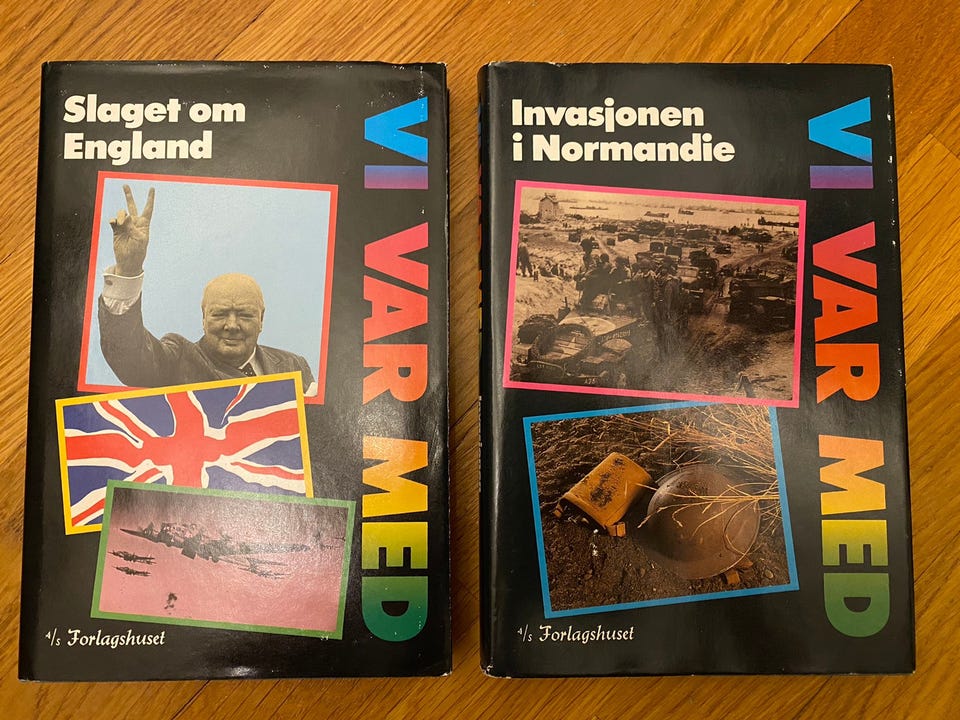 Slaget om
England
VI VAR MED
A/s Forlagshuset
Invasjonen
i Normandie
VI VAR MED
A/s Forlagshuset